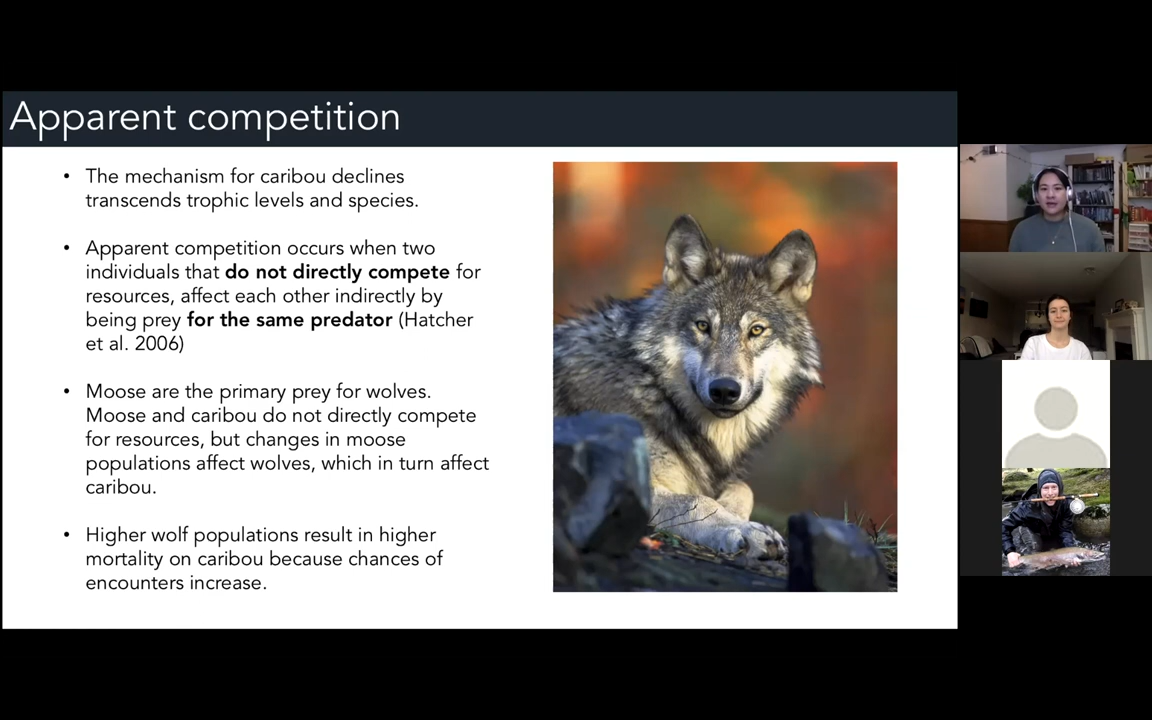 Apparent competition
• The mechanism for caribou declines
transcends trophic levels and species.
• Apparent competition occurs when two
individuals that do not directly compete for
resources, affect each other indirectly by
being prey for the same predator (Hatcher
et al. 2006)
• Moose are the primary prey for wolves.
Moose and caribou do not directly compete
for resources, but changes in moose
populations affect wolves, which in turn affect
caribou.
• Higher wolf populations result in higher
mortality on caribou because chances of
encounters increase.